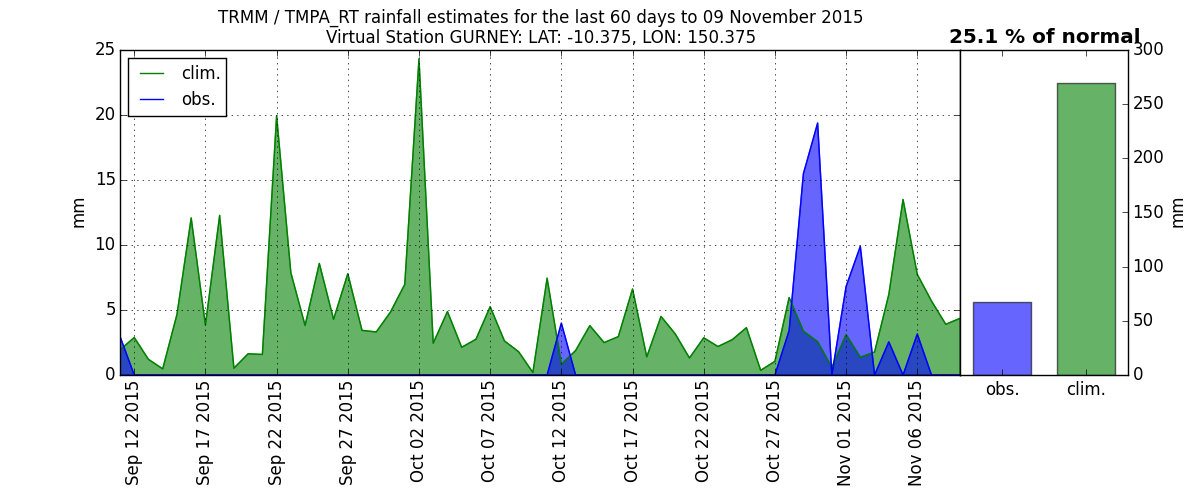 TRMM / TMPA_RT rainfall estimates for the last 60 days to 09 November 2015
Virtual Station GURNEY: LAT: -10.375, LON: 150.375
25.1 % of normal
clim.
obs.
25
20
15
10
5
0
mm
Sep 12 2015
Sep 17 2015
Sep 22 2015
Sep 27 2015
Oct 02 2015
Oct 07 2015
Oct 12 2015
Oct 17 2015
Oct 22 2015
Oct 27 2015
Nov 01 2015
Nov 06 2015
300
250
200
150
100
50
0
mm
obs.
clim.